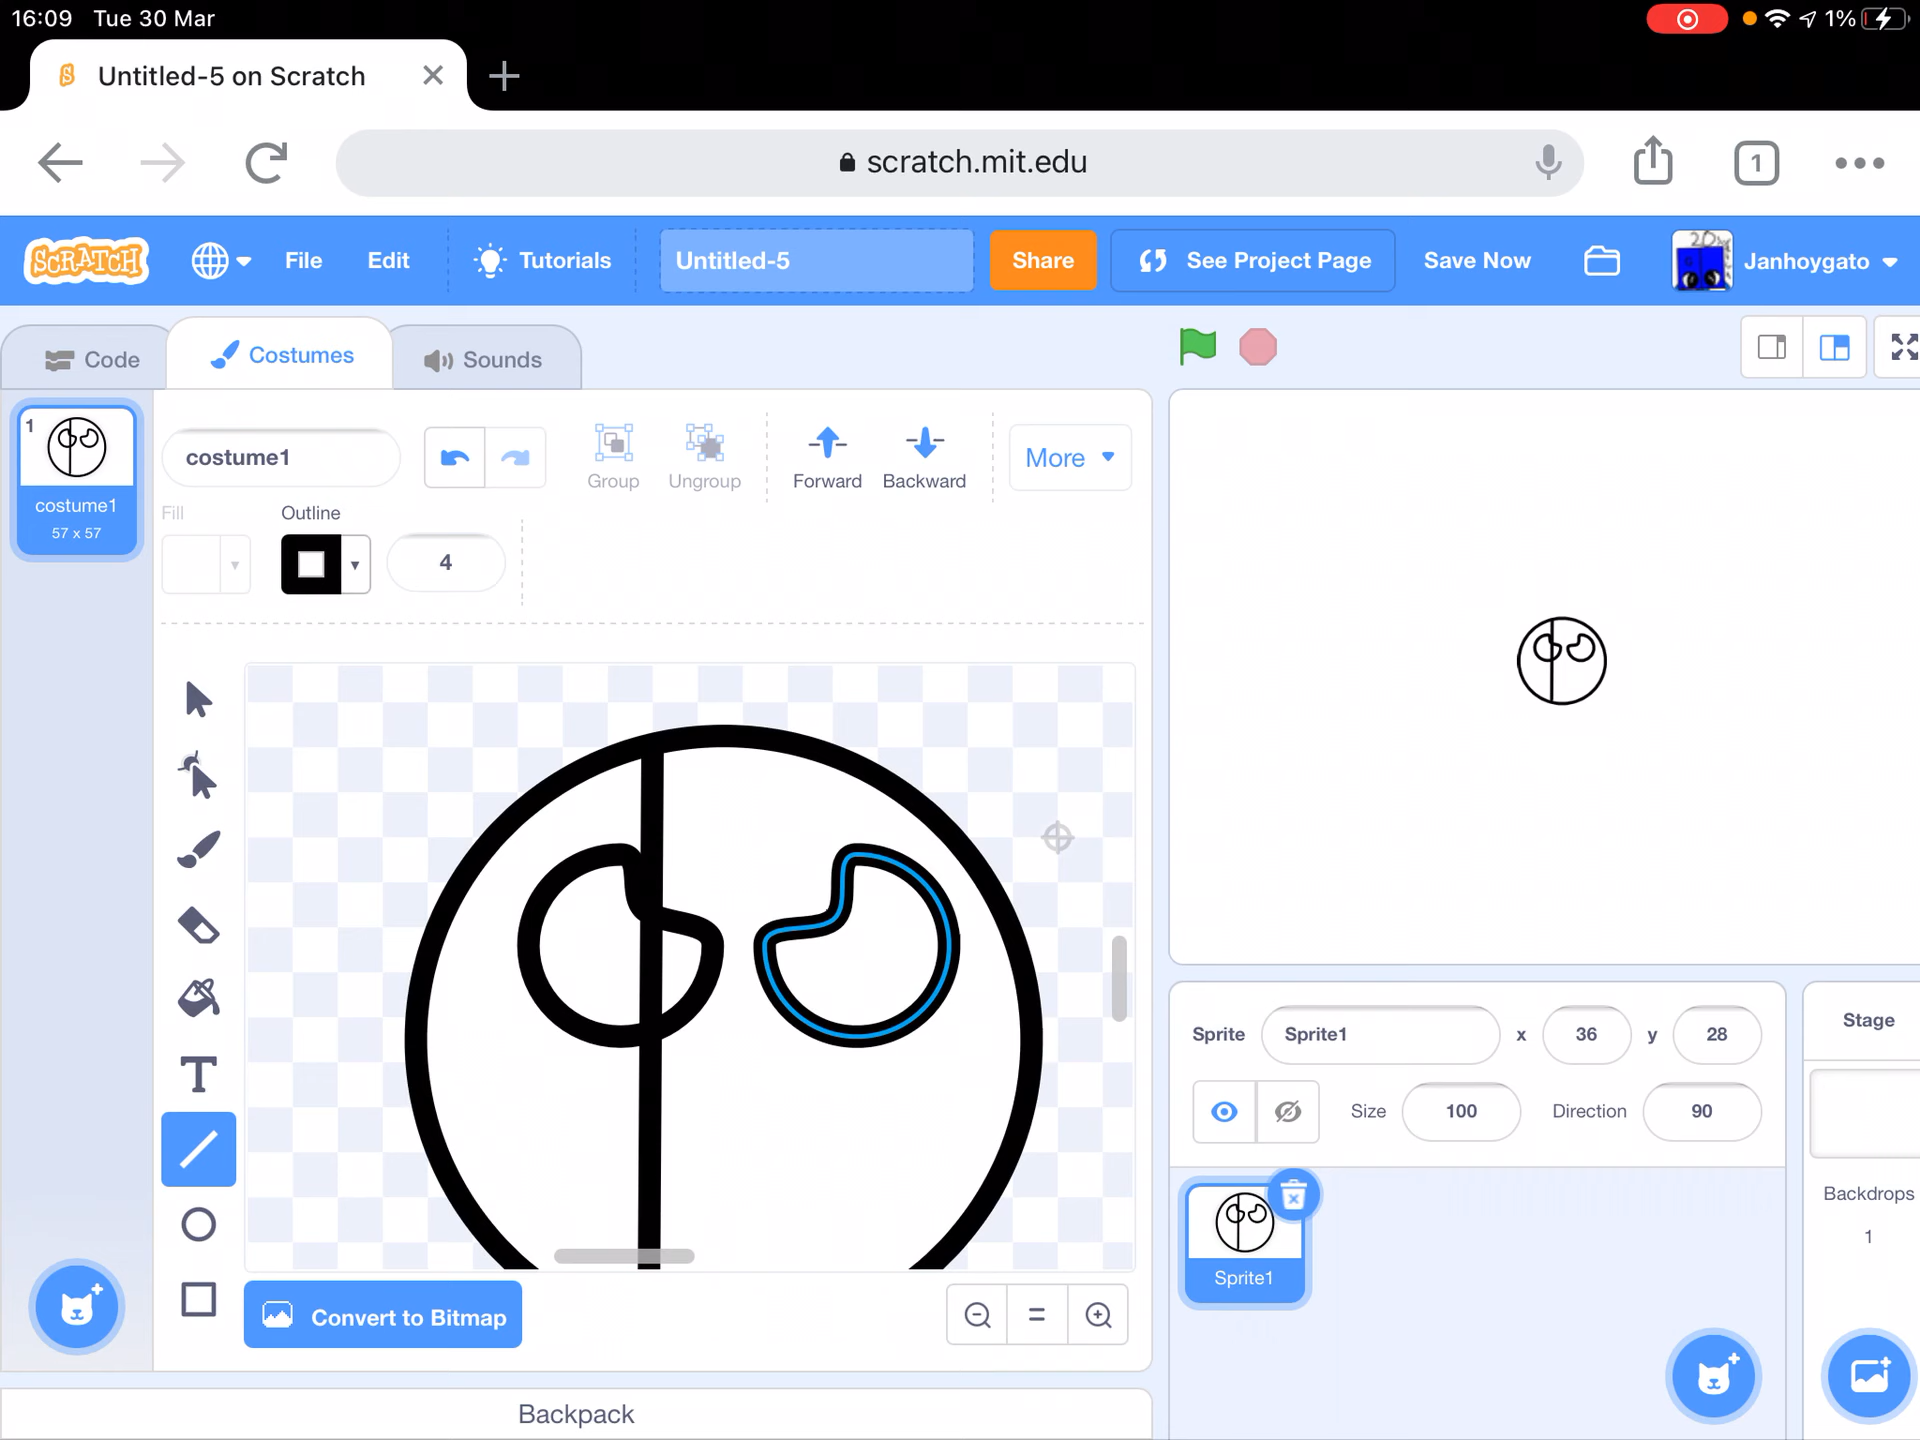 16:09 Tue 30 Mar
1%
Untitled-5 on Scratch
scratch.mit.edu
1
SCRATCH
File
Edit
Tutorials
Untitled-5
Share
See Project Page
Save Now
Janhoygato
Code
Costumes
Sounds
1
costume1
57 x 57
costume1
Group
Ungroup
Forward
Backward
More
Fill
Outline
4
Convert to Bitmap
Backpack
Sprite
Sprite1
x
36
y
28
Size
100
Direction
90
Sprite1
Stage
Backdrops
1